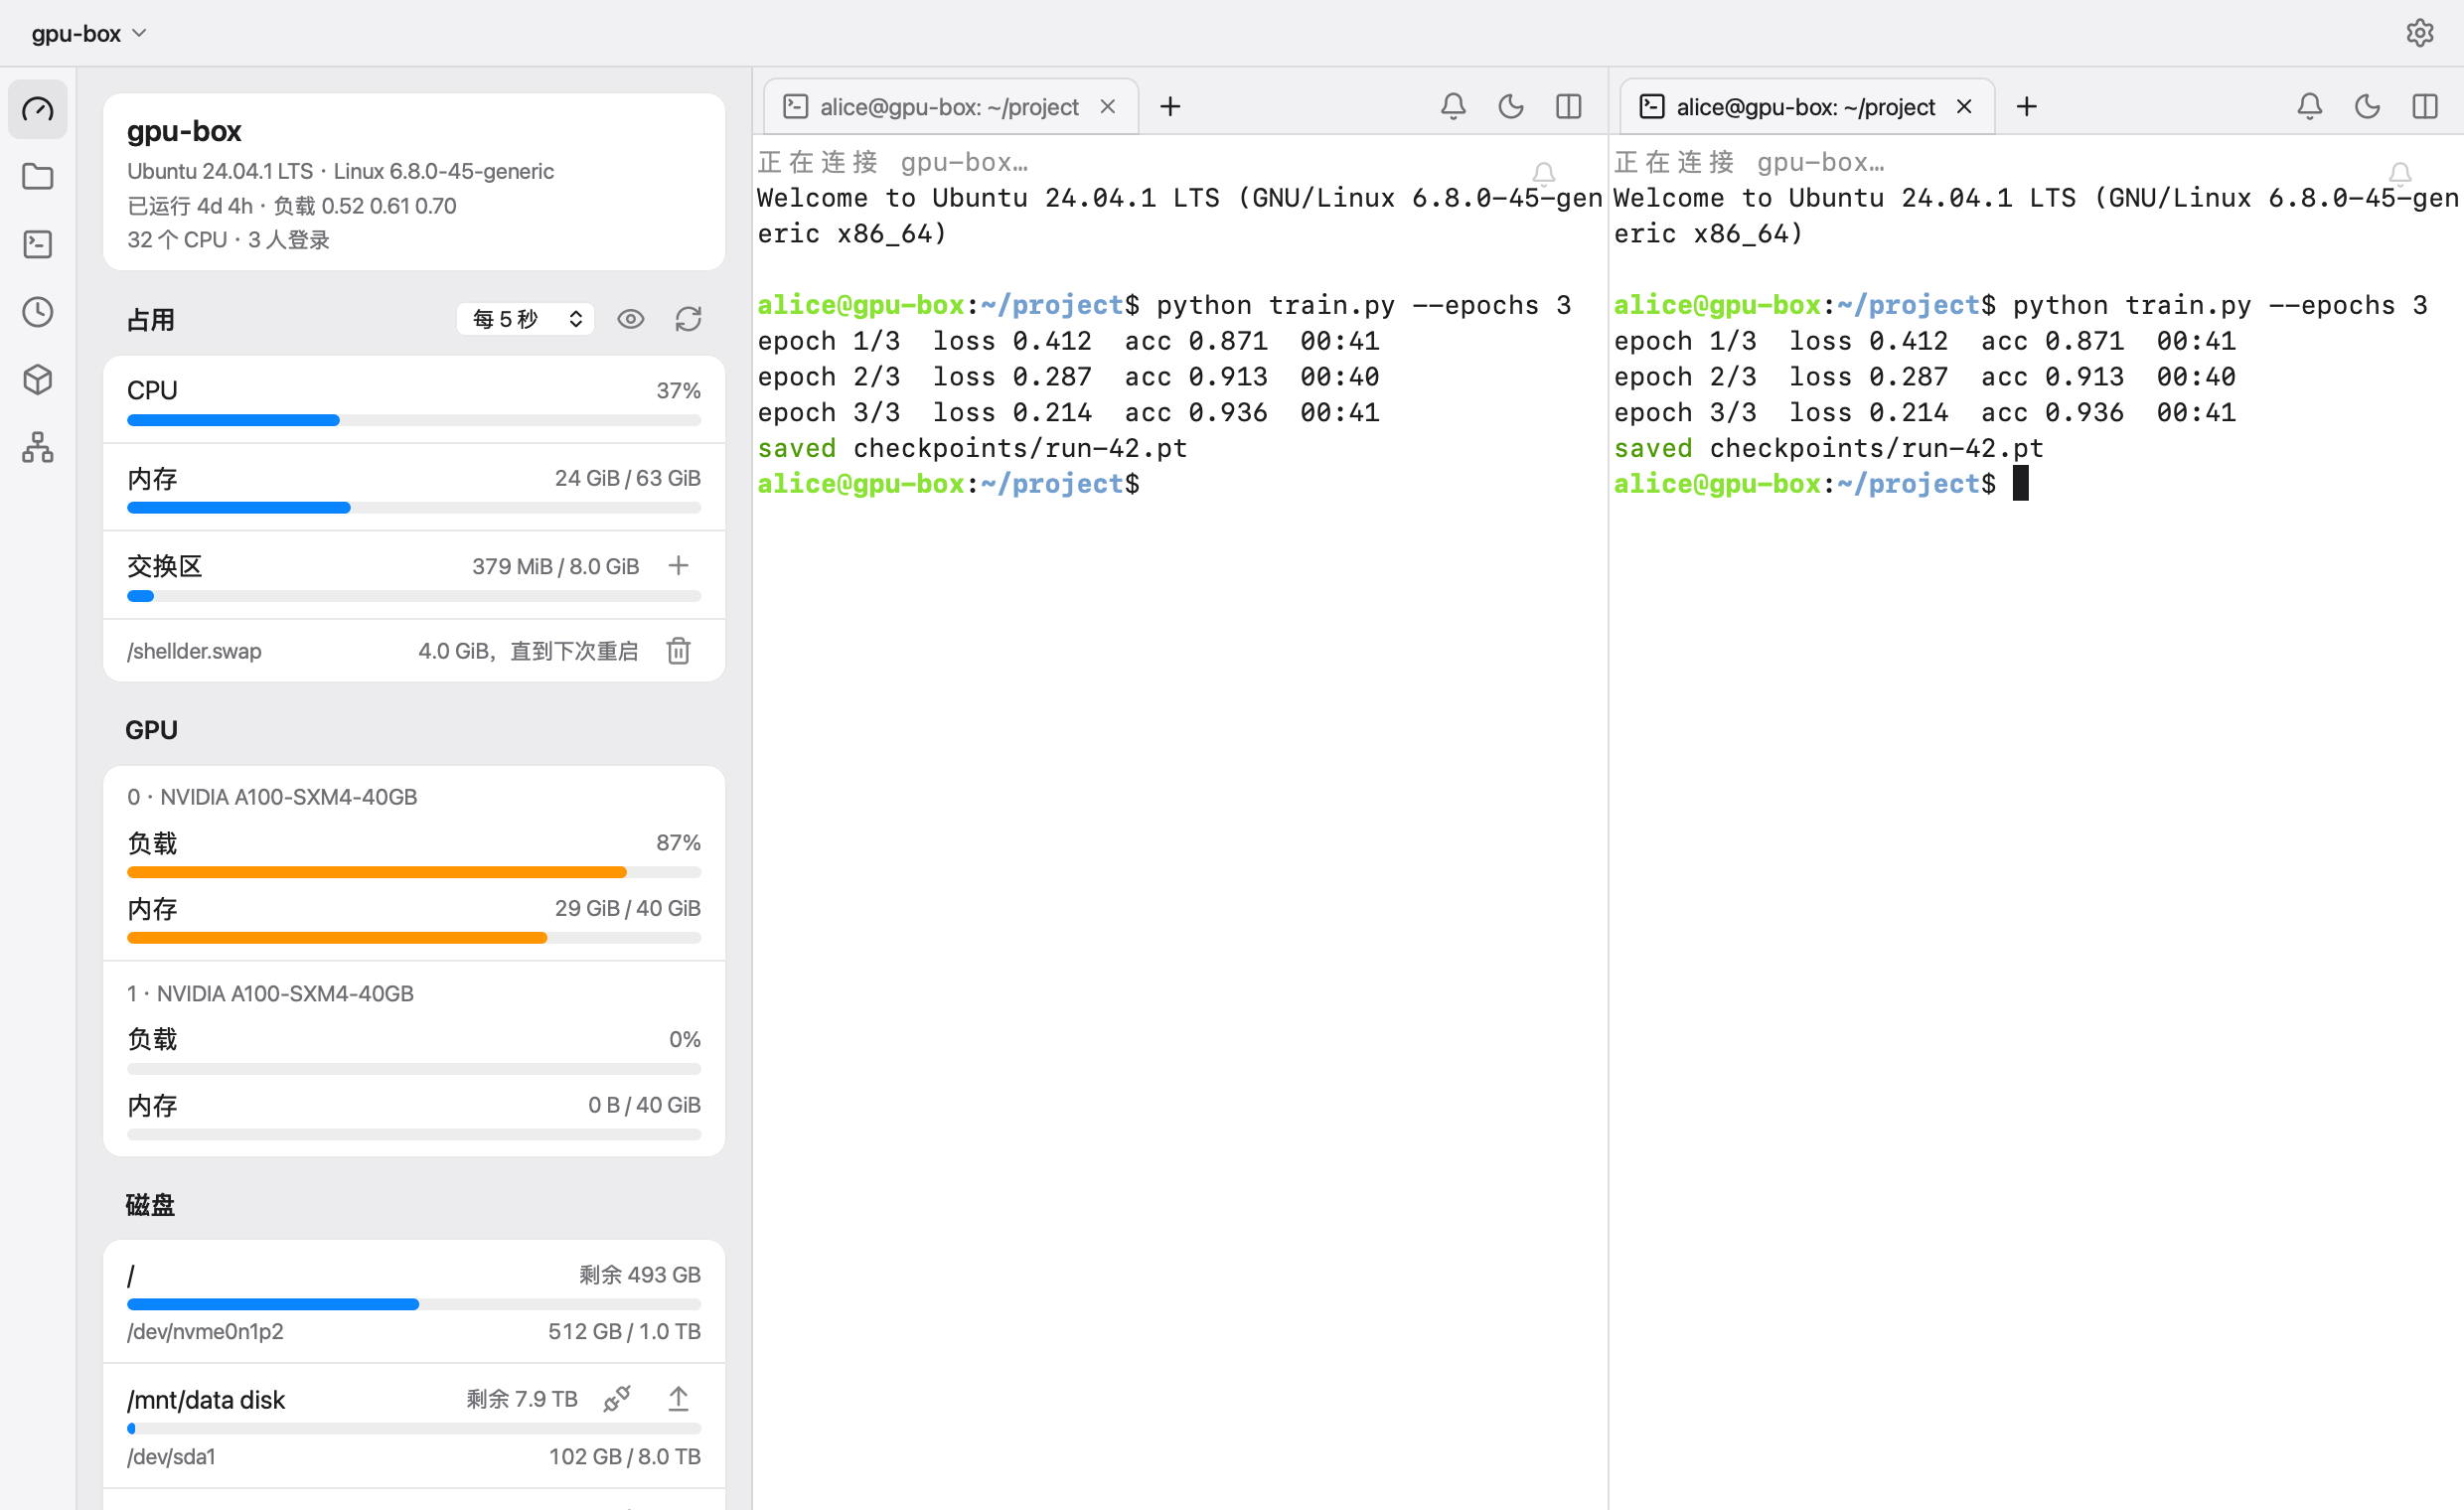 gpu-box
gpu-box
Ubuntu 24.04.1 LTS · Linux 6.8.0-45-generic
已运行 4d 4h · 负载 0.52 0.61 0.70
32 个 CPU · 3 人登录
占用 每 5 秒
CPU 37%
内存 24 GiB / 63 GiB
交换区 379 MiB / 8.0 GiB
/shellder.swap 4.0 GiB，直到下次重启
GPU
0 · NVIDIA A100-SXM4-40GB
负载 87%
内存 29 GiB / 40 GiB
1 · NVIDIA A100-SXM4-40GB
负载 0%
内存 0 B / 40 GiB
磁盘
/ 剩余 493 GB
/dev/nvme0n1p2 512 GB / 1.0 TB
/mnt/data disk 剩余 7.9 TB
/dev/sda1 102 GB / 8.0 TB
alice@gpu-box: ~/project
正在连接 gpu-box…
Welcome to Ubuntu 24.04.1 LTS (GNU/Linux 6.8.0-45-gen
eric x86_64)
alice@gpu-box:~/project$ python train.py --epochs 3
epoch 1/3 loss 0.412 acc 0.871 00:41
epoch 2/3 loss 0.287 acc 0.913 00:40
epoch 3/3 loss 0.214 acc 0.936 00:41
saved checkpoints/run-42.pt
alice@gpu-box:~/project$
alice@gpu-box: ~/project
正在连接 gpu-box…
Welcome to Ubuntu 24.04.1 LTS (GNU/Linux 6.8.0-45-gen
eric x86_64)
alice@gpu-box:~/project$ python train.py --epochs 3
epoch 1/3 loss 0.412 acc 0.871 00:41
epoch 2/3 loss 0.287 acc 0.913 00:40
epoch 3/3 loss 0.214 acc 0.936 00:41
saved checkpoints/run-42.pt
alice@gpu-box:~/project$